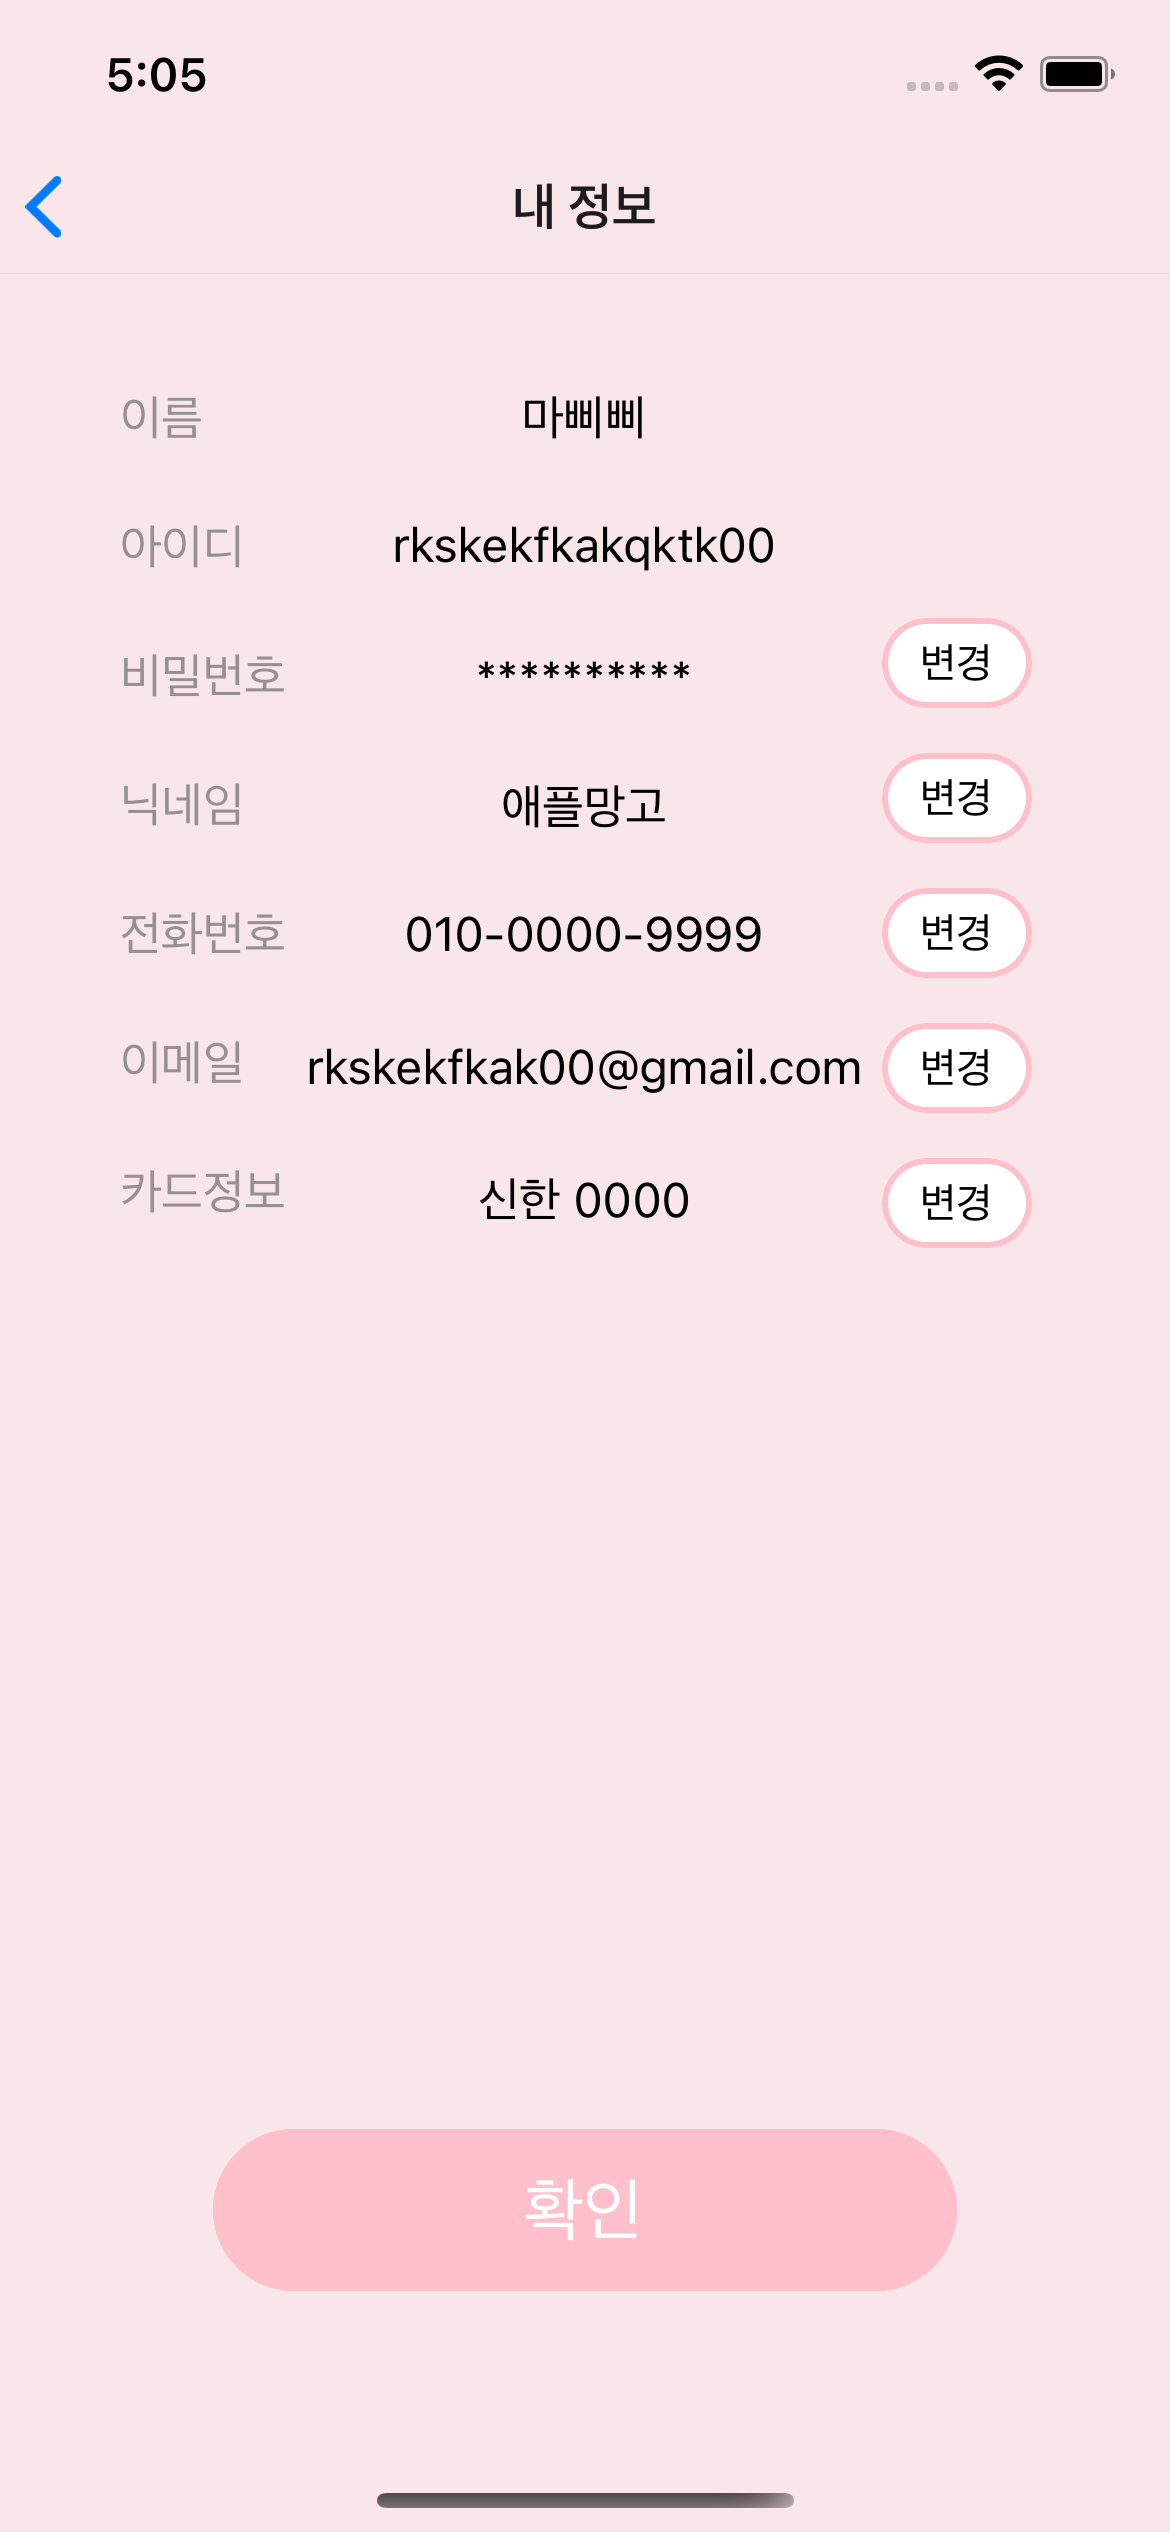 5:05
내 정보
이름 마삐삐
아이디 rkskekfkakqktk00
비밀번호 ********** 변경
닉네임 애플망고 변경
전화번호 010-0000-9999 변경
이메일 rkskekfkak00@gmail.com 변경
카드정보 신한 0000 변경
확인